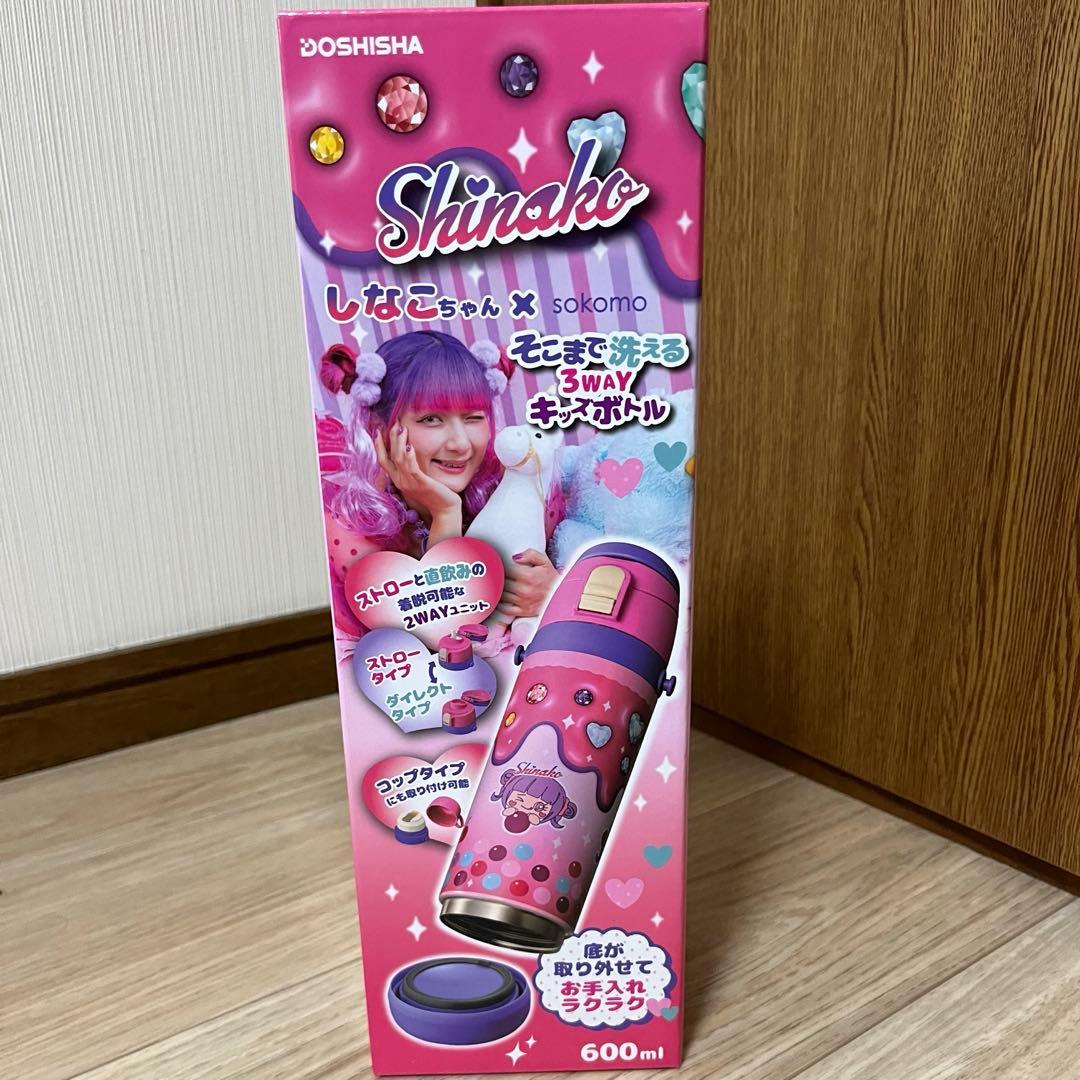 DOSHISHA
Shinako
しなこちゃん × sokomo
そこまで洗える
3WAY
キッズボトル
ストローと直飲みの
着脱可能な
2WAYユニット
ストロー
タイプ
ダイレクト
タイプ
コップタイプ
にも取り付け可能
Shinako
底が
取り外せて
お手入れ
ラクラク
600ml